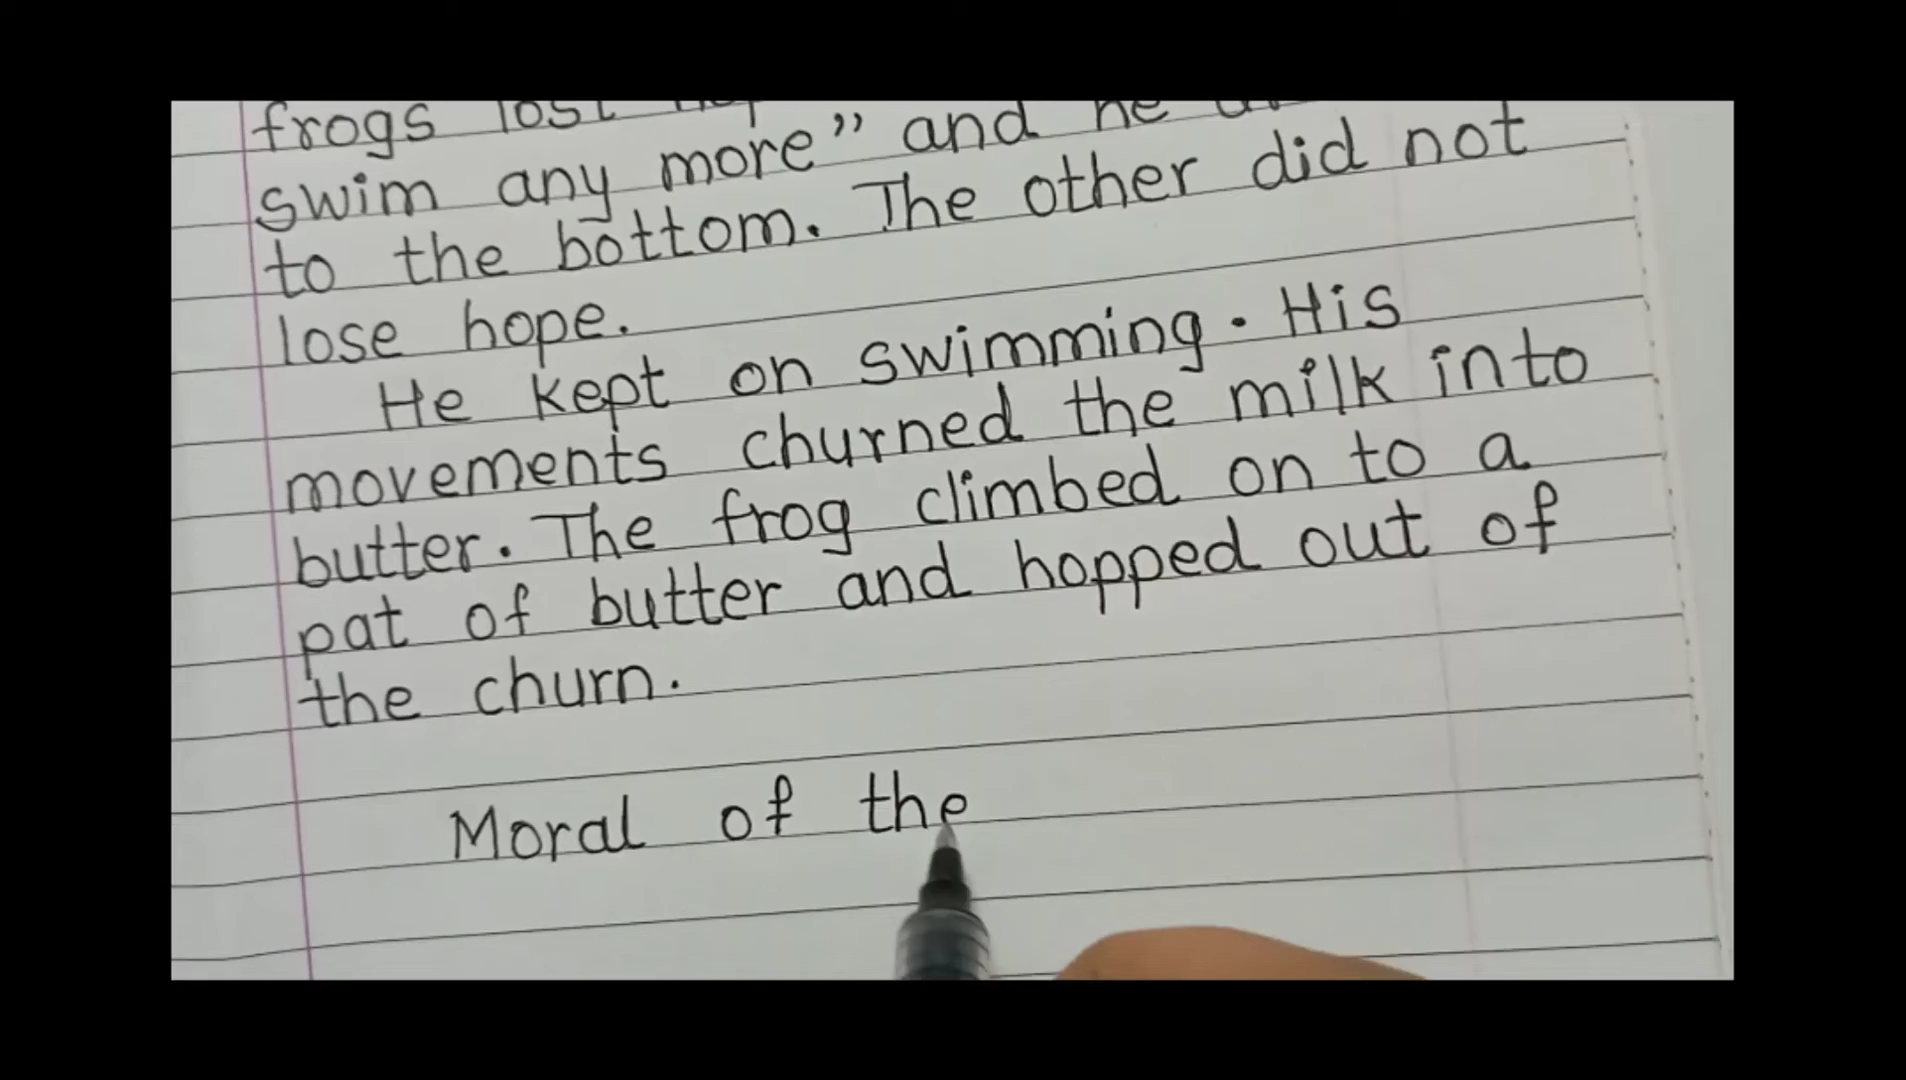 frogs lost
swim any more" and he
to the bottom. The other did not
lose hope.
He kept on swimming. His
movements churned the milk into
butter. The frog climbed on to a
pat of butter and hopped out of
the churn.
Moral of the